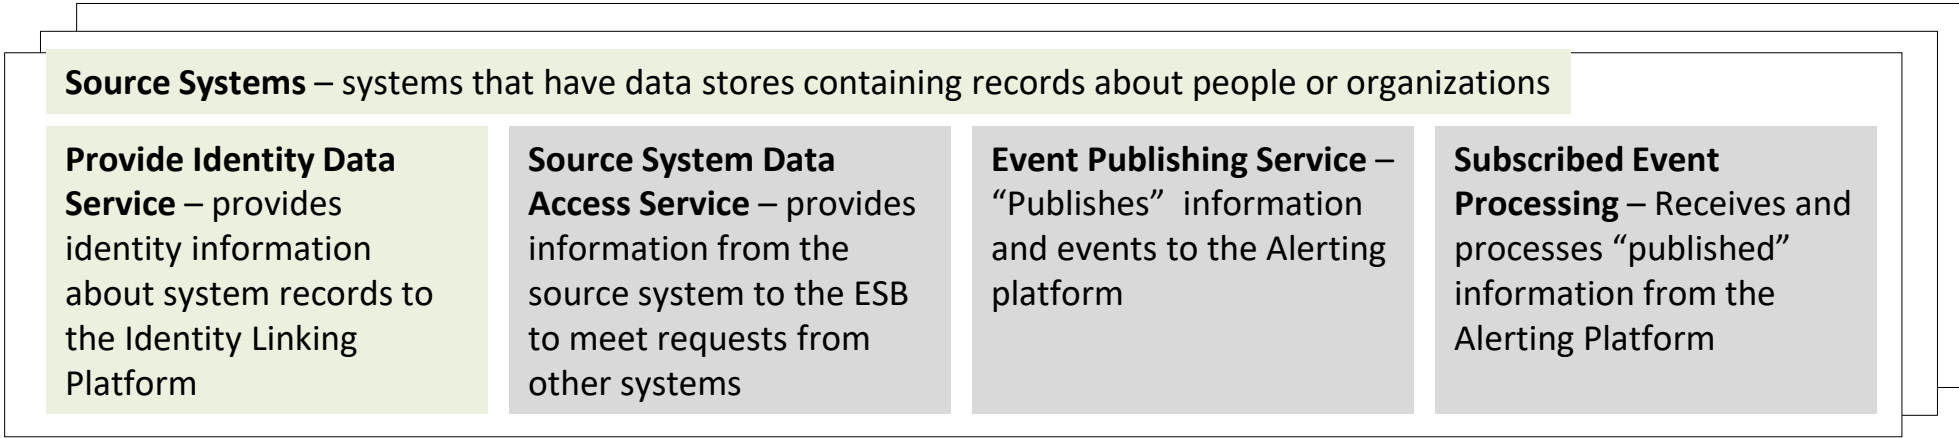 Source Systems – systems that have data stores containing records about people or organizations
Provide Identity Data
Service – provides
identity information
about system records to
the Identity Linking
Platform
Source System Data
Access Service – provides
information from the
source system to the ESB
to meet requests from
other systems
Event Publishing Service –
“Publishes”  information
and events to the Alerting
platform
Subscribed Event
Processing – Receives and
processes “published”
information from the
Alerting Platform